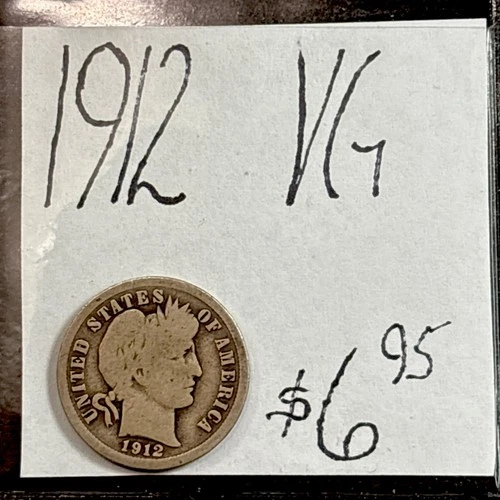 1912 VG
UNITED STATES OF AMERICA
1912
$6.95